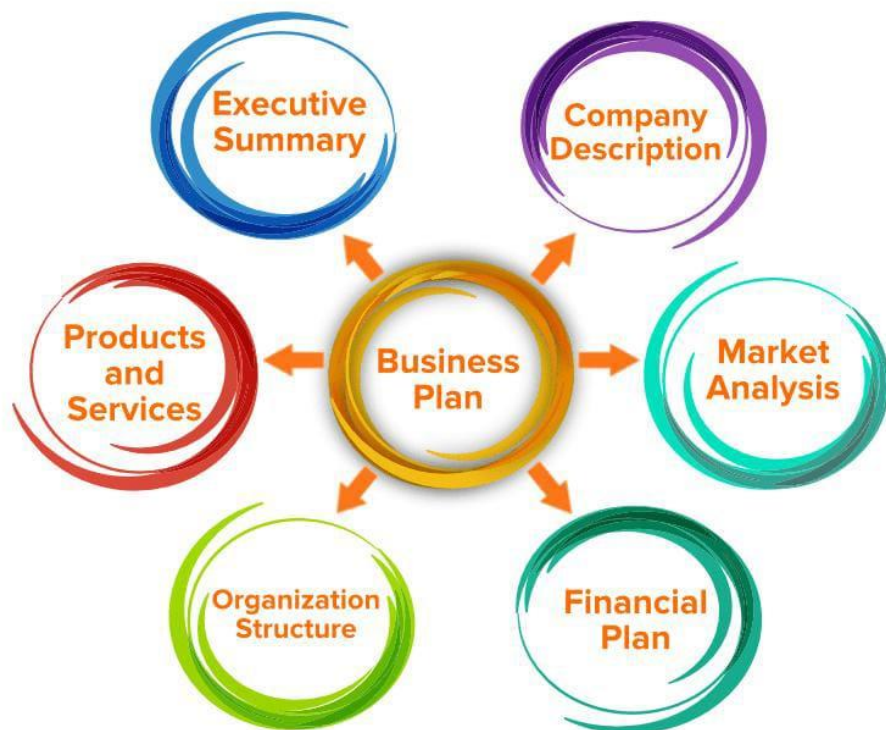 Executive
Summary
Company
Description
Products
and
Services
Business
Plan
Market
Analysis
Organization
Structure
Financial
Plan